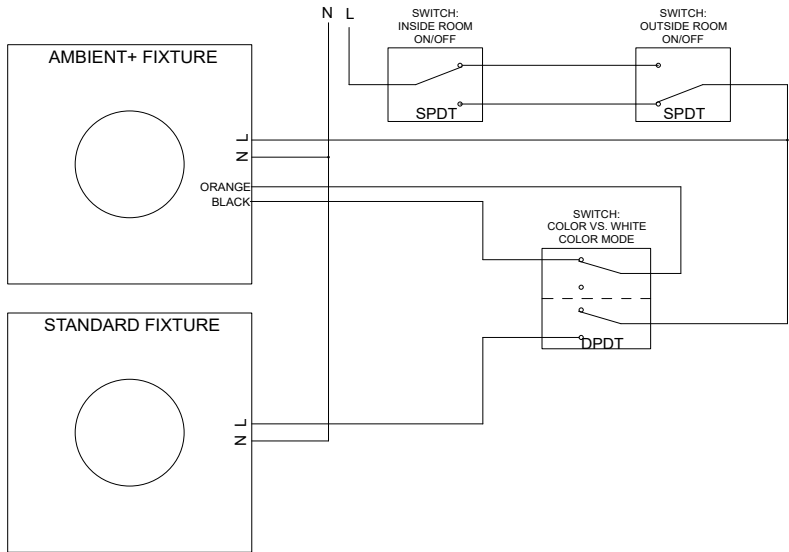 N L
SWITCH:
INSIDE ROOM
ON/OFF
SWITCH:
OUTSIDE ROOM
ON/OFF
AMBIENT+ FIXTURE
SPDT
SPDT
L
N
ORANGE
BLACK
SWITCH:
COLOR VS. WHITE
COLOR MODE
STANDARD FIXTURE
DPDT
L
N